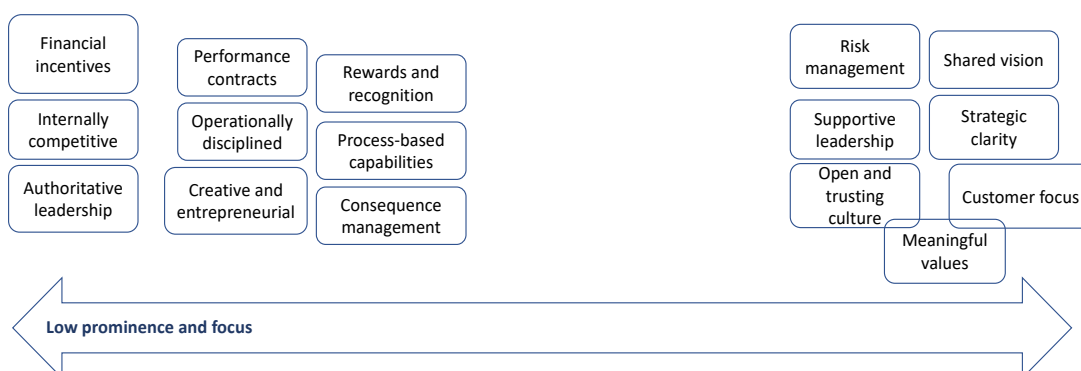 Financial
incentives
Performance
contracts
Rewards and
recognition
Internally
competitive
Operationally
disciplined
Process-based
capabilities
Authoritative
leadership
Creative and
entrepreneurial
Consequence
management
Risk
management
Shared vision
Supportive
leadership
Strategic
clarity
Open and
trusting
culture
Customer focus
Meaningful
values
Low prominence and focus